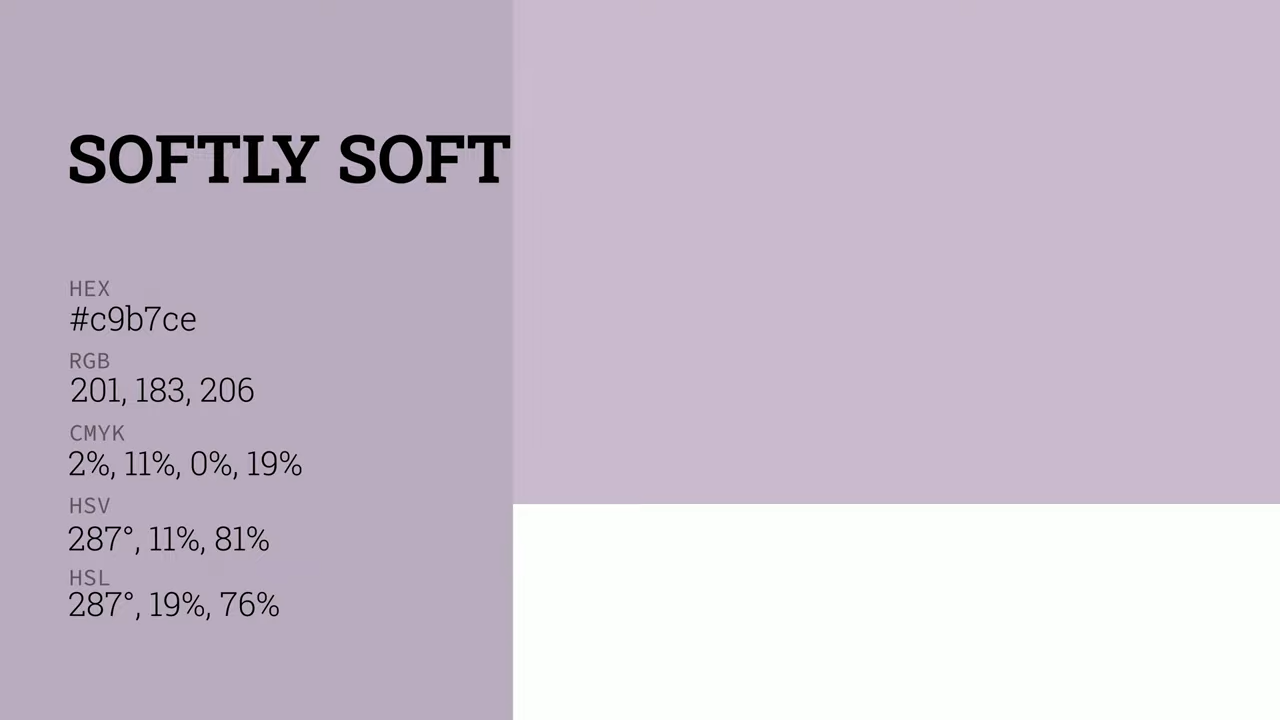 SOFTLY SOFT
HEX
#c9b7ce
RGB
201, 183, 206
CMYK
2%, 11%, 0%, 19%
HSV
287°, 11%, 81%
HSL
287°, 19%, 76%